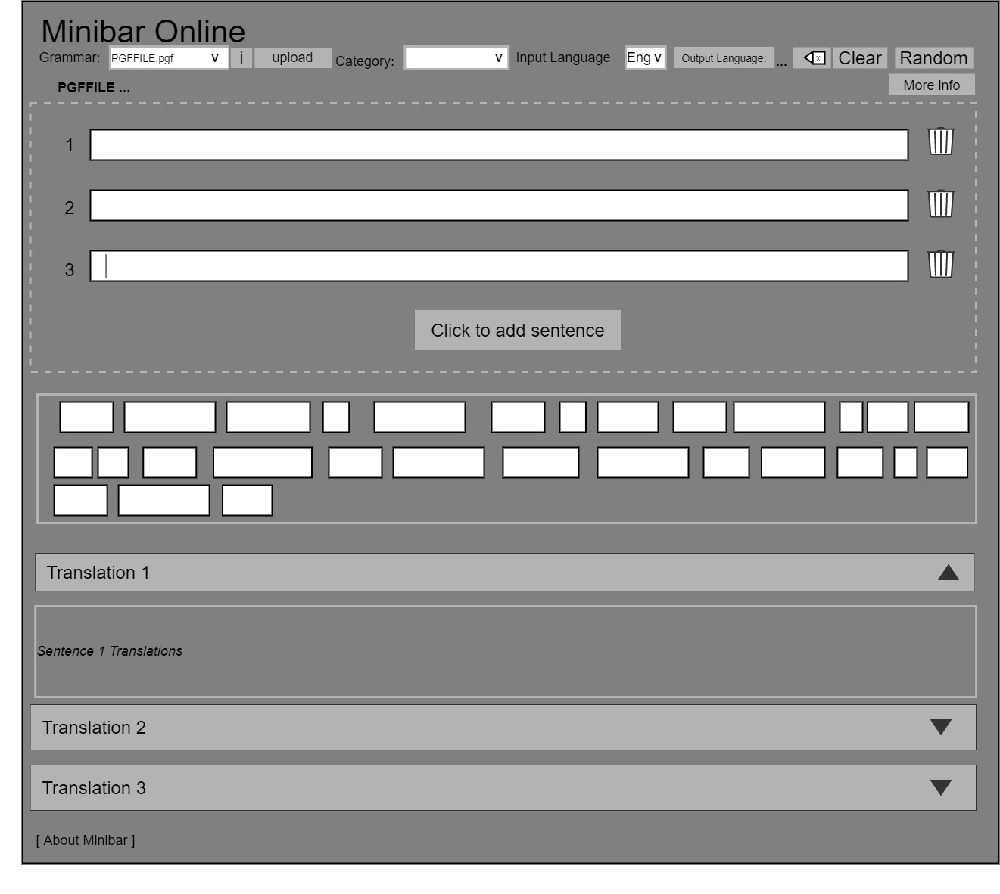 Minibar Online
Grammar: PGFFILE.pgf v i upload Category: v Input Language Eng v Output Language: ... x Clear Random
PGFFILE ... More info
1
2
3
Click to add sentence
Translation 1
Sentence 1 Translations
Translation 2
Translation 3
[ About Minibar ]